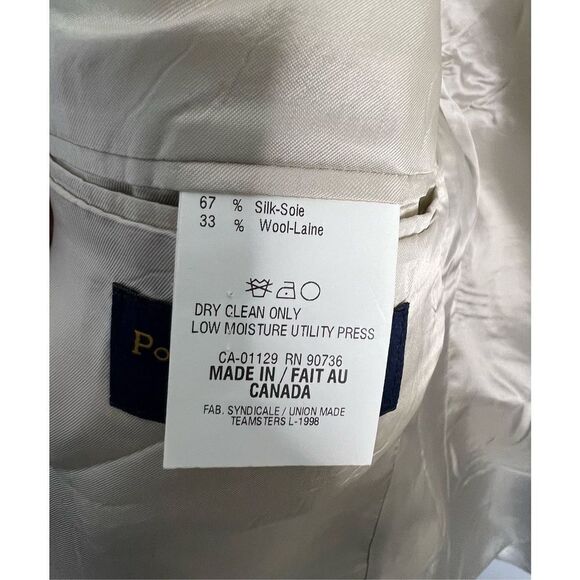 67 % Silk-Soie
33 % Wool-Laine
DRY CLEAN ONLY
LOW MOISTURE UTILITY PRESS
CA-01129 RN 90736
MADE IN / FAIT AU
CANADA
FAB. SYNDICALE / UNION MADE
TEAMSTERS L-1998
Po